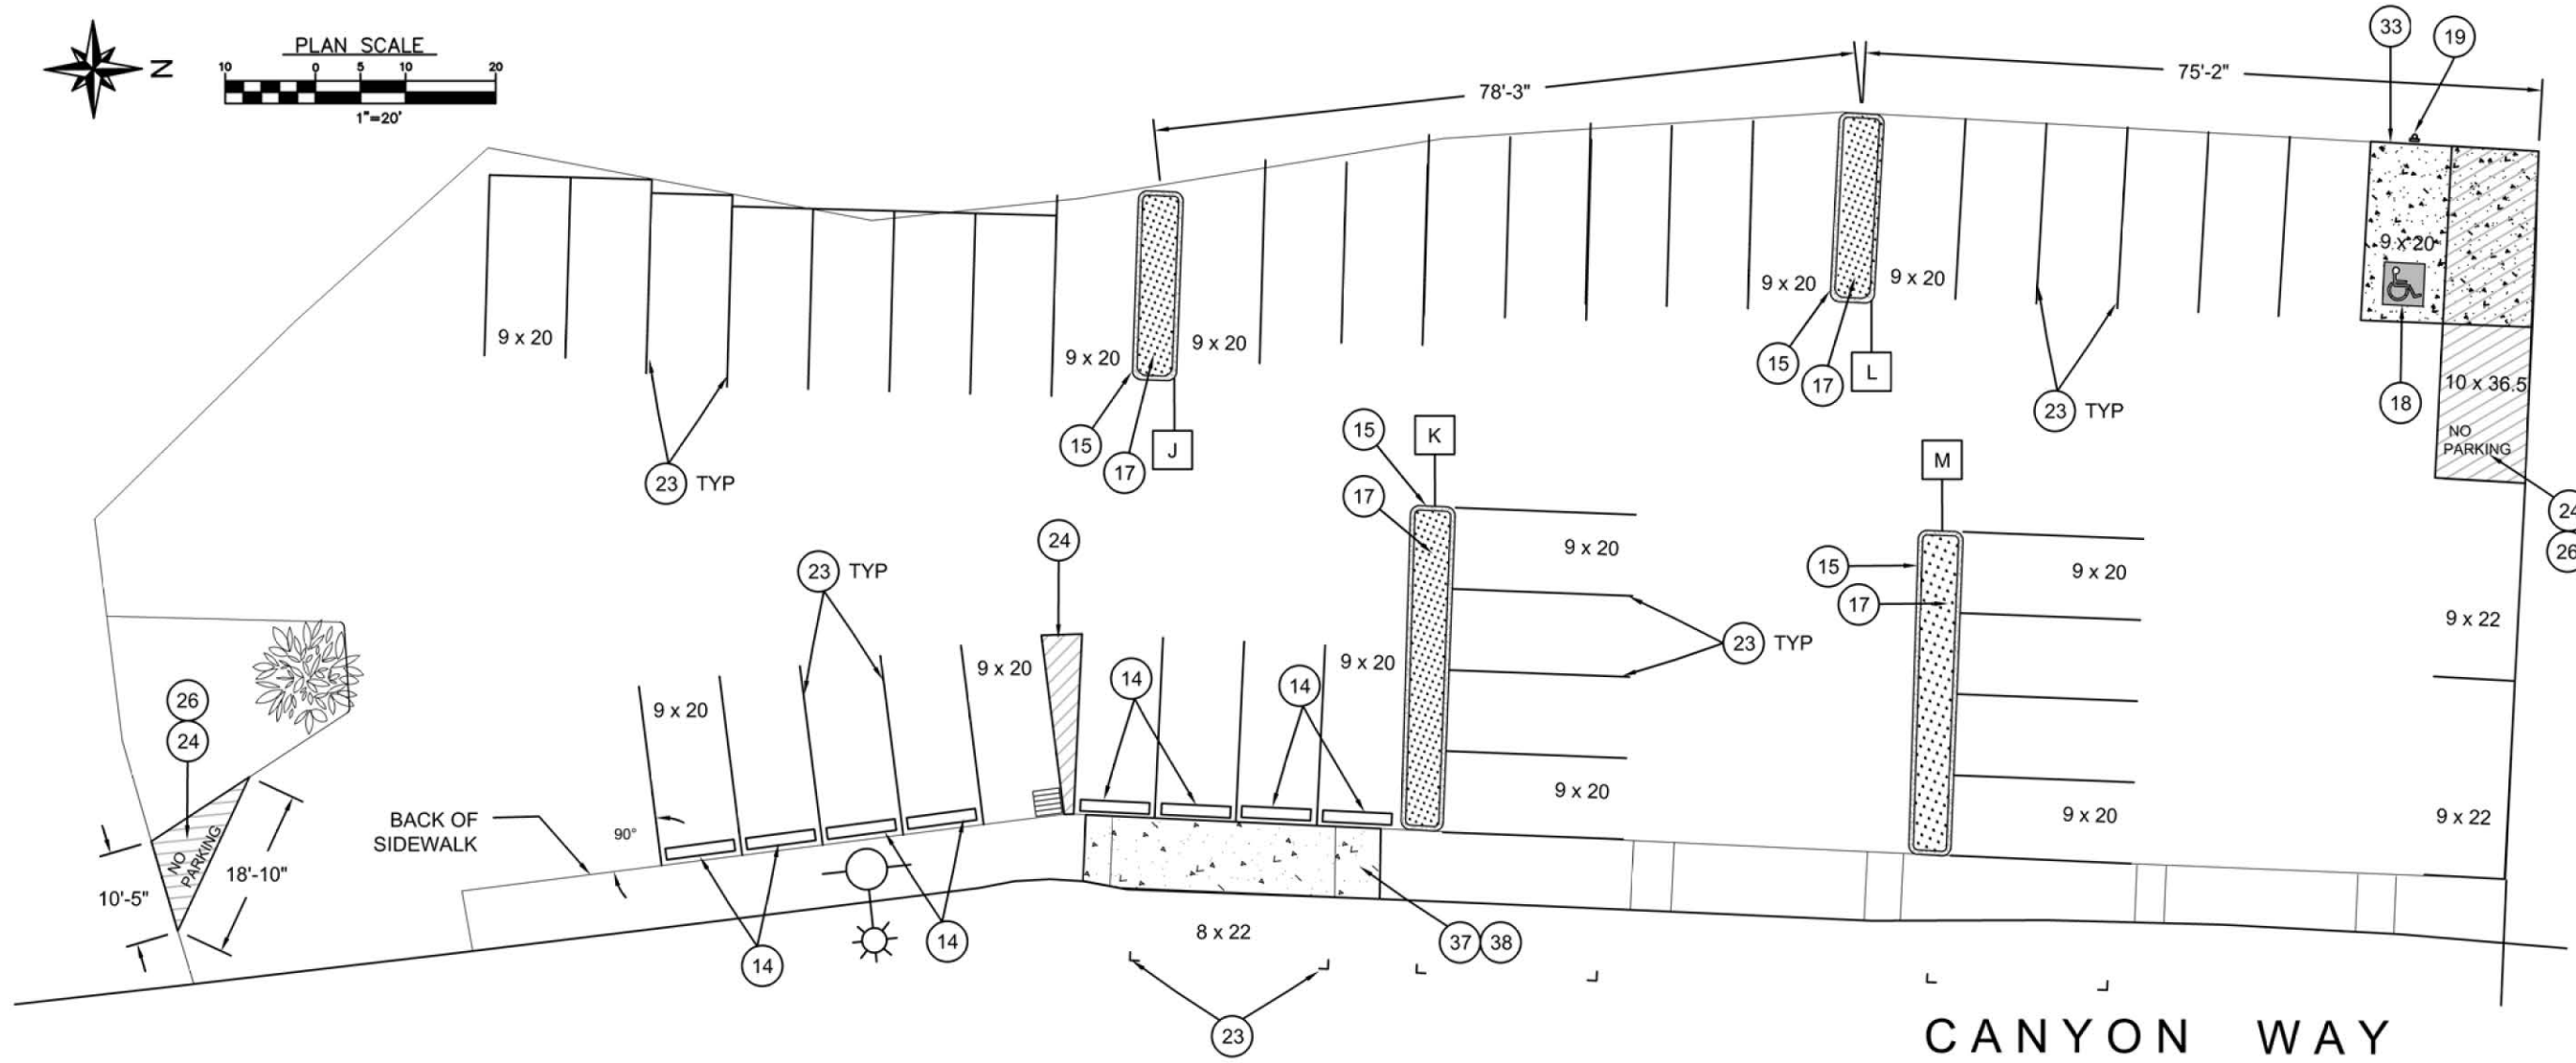 33
19
PLAN SCALE
N
10 0 5 10 20
1"=20'
78'-3"
75'-2"
9 x 20
9 x 20
9 x 20
9 x 20
9 x 20
9 x 20
15
17
L
10 x 36.5
18
23 TYP
NO
PARKING
15
17
J
15
K
M
23 TYP
17
24
26
24
9 x 20
15
9 x 20
23 TYP
17
9 x 22
23 TYP
9 x 20
14
14
9 x 20
9 x 20
26
24
9 x 20
9 x 20
9 x 22
BACK OF
SIDEWALK
90°
NO
PARKING
18'-10"
10'-5"
14
14
8 x 22
37 38
23
CANYON WAY